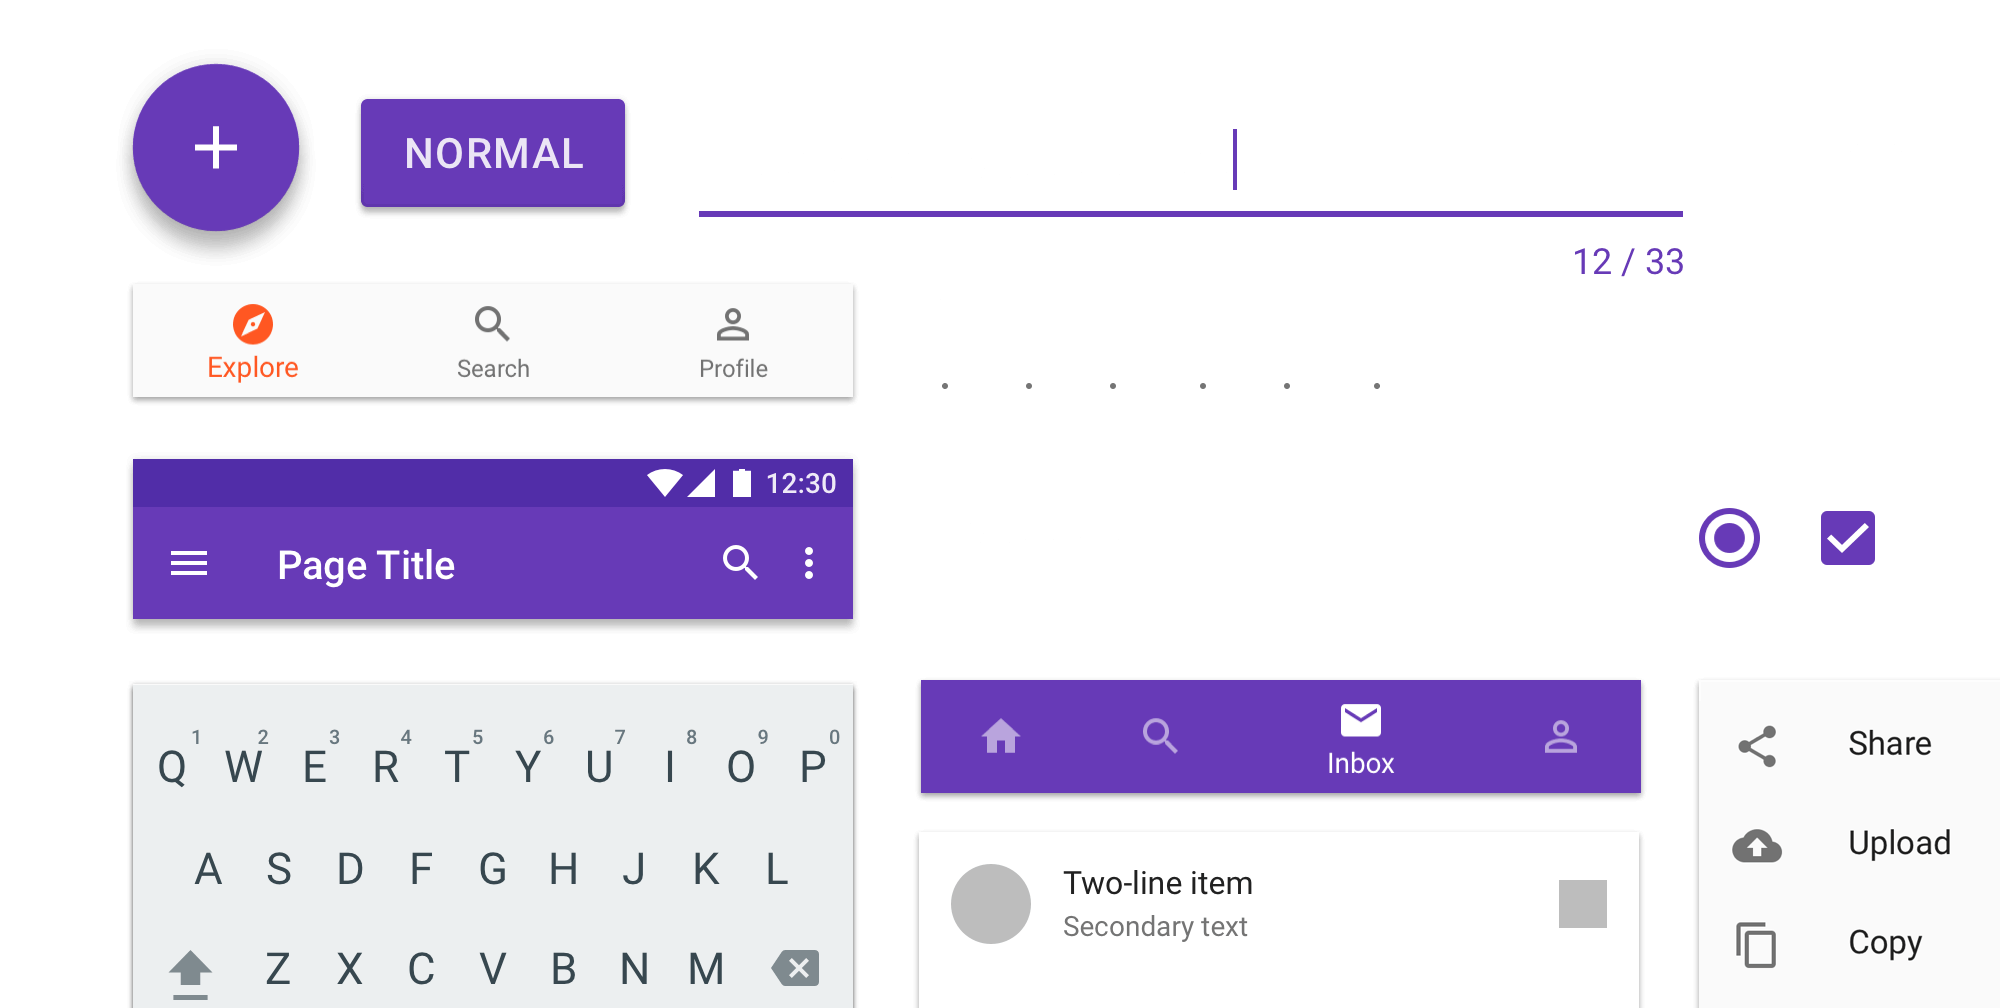 NORMAL
12 / 33
Explore
Search
Profile
12:30
Page Title
1 2 3 4 5 6 7 8 9 0
Q W E R T Y U I O P
A S D F G H J K L
Z X C V B N M
Inbox
Two-line item
Secondary text
Share
Upload
Copy